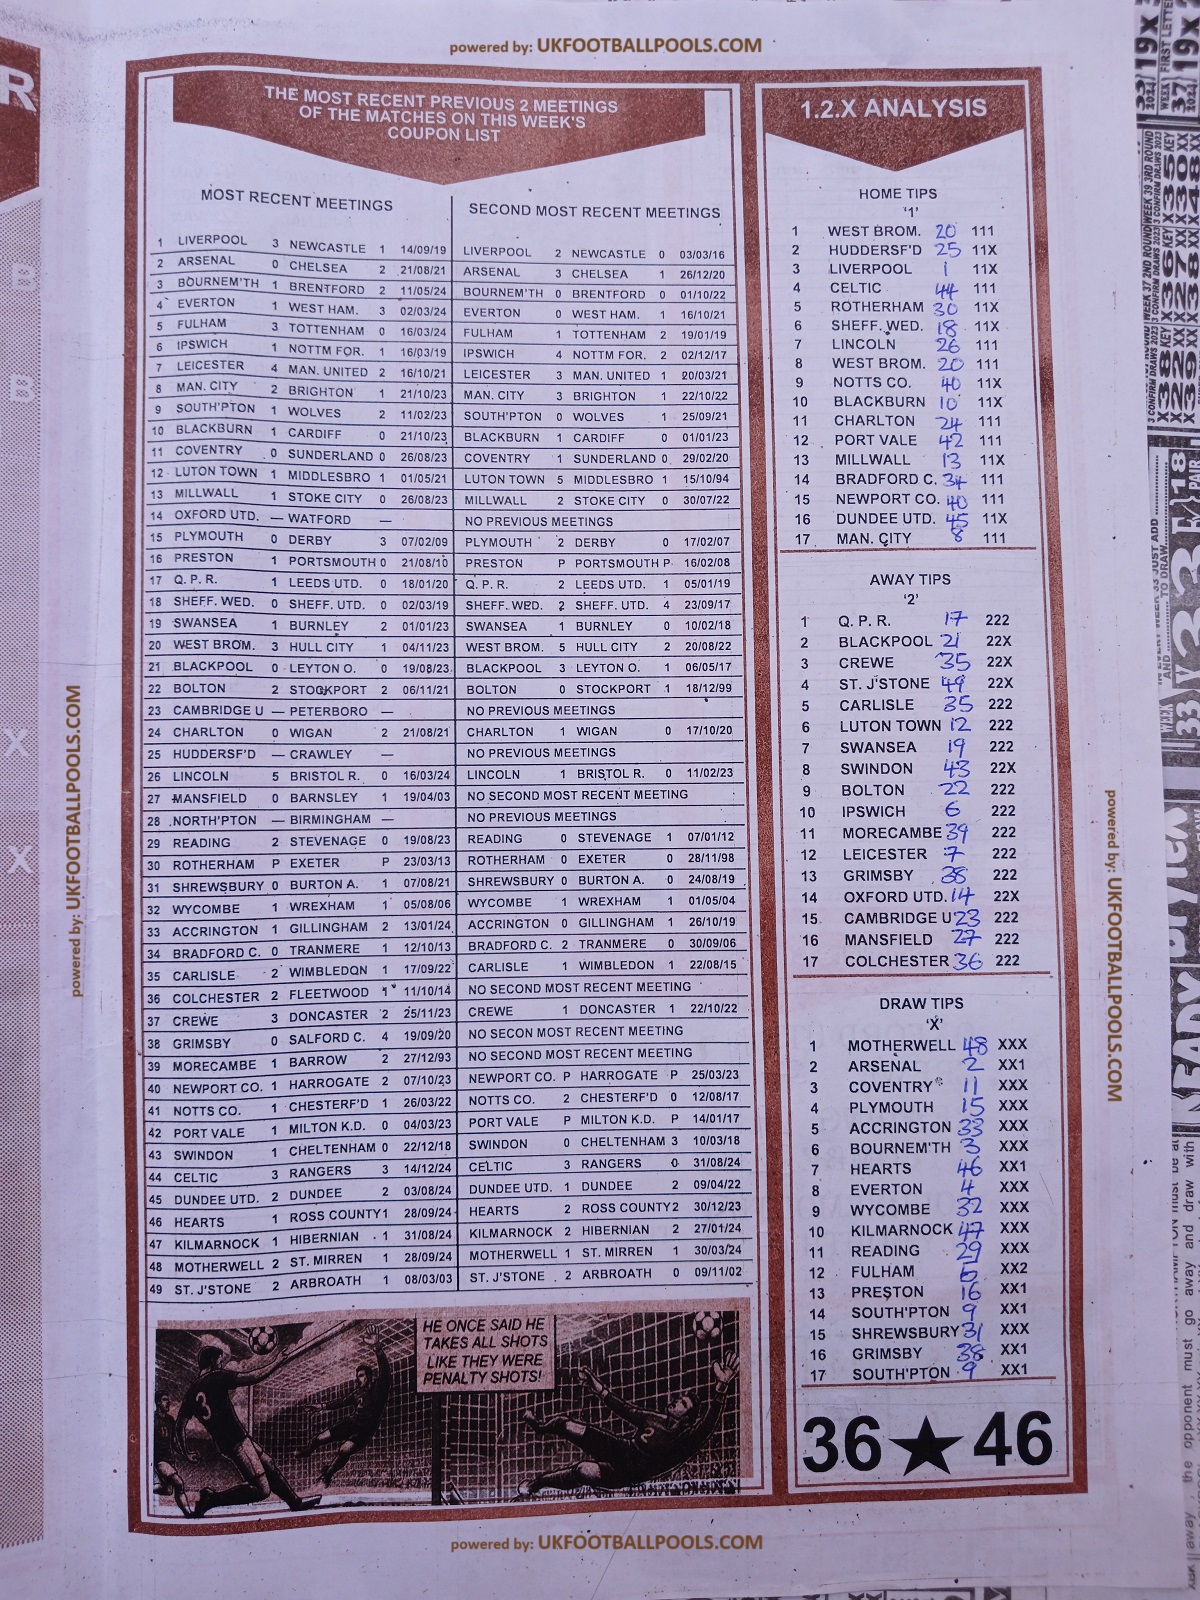 powered by: UKFOOTBALLPOOLS.COM
THE MOST RECENT PREVIOUS 2 MEETINGS
OF THE MATCHES ON THIS WEEK'S
COUPON LIST
MOST RECENT MEETINGS SECOND MOST RECENT MEETINGS
1 LIVERPOOL 3 NEWCASTLE 1 14/09/19 LIVERPOOL 2 NEWCASTLE 0 03/03/16
2 ARSENAL 0 CHELSEA 2 21/08/21 ARSENAL 3 CHELSEA 1 26/12/20
3 BOURNEM'TH 1 BRENTFORD 2 11/05/24 BOURNEM'TH 0 BRENTFORD 0 01/10/22
4 EVERTON 1 WEST HAM. 3 02/03/24 EVERTON 0 WEST HAM. 1 16/10/21
5 FULHAM 3 TOTTENHAM 0 16/03/24 FULHAM 1 TOTTENHAM 2 19/01/19
6 IPSWICH 1 NOTTM FOR. 1 16/03/19 IPSWICH 4 NOTTM FOR. 2 02/12/17
7 LEICESTER 4 MAN. UNITED 2 16/10/21 LEICESTER 3 MAN. UNITED 1 20/03/21
8 MAN. CITY 2 BRIGHTON 1 21/10/23 MAN. CITY 3 BRIGHTON 1 22/10/22
9 SOUTH'PTON 1 WOLVES 2 11/02/23 SOUTH'PTON 0 WOLVES 1 25/09/21
10 BLACKBURN 1 CARDIFF 0 21/10/23 BLACKBURN 1 CARDIFF 0 01/01/23
11 COVENTRY 0 SUNDERLAND 0 26/08/23 COVENTRY 1 SUNDERLAND 0 29/02/20
12 LUTON TOWN 1 MIDDLESBRO 1 01/05/21 LUTON TOWN 5 MIDDLESBRO 1 15/10/94
13 MILLWALL 1 STOKE CITY 0 26/08/23 MILLWALL 2 STOKE CITY 0 30/07/22
14 OXFORD UTD. — WATFORD — NO PREVIOUS MEETINGS
15 PLYMOUTH 0 DERBY 3 07/02/09 PLYMOUTH 2 DERBY 0 17/02/07
16 PRESTON 1 PORTSMOUTH 0 21/08/10 PRESTON P PORTSMOUTH P 16/02/08
17 Q. P. R. 1 LEEDS UTD. 0 18/01/20 Q. P. R. 2 LEEDS UTD. 1 05/01/19
18 SHEFF. WED. 0 SHEFF. UTD. 0 02/03/19 SHEFF. WED. 2 SHEFF. UTD. 4 23/09/17
19 SWANSEA 1 BURNLEY 2 01/01/23 SWANSEA 1 BURNLEY 0 10/02/18
20 WEST BROM. 3 HULL CITY 1 04/11/23 WEST BROM. 5 HULL CITY 2 20/08/22
21 BLACKPOOL 0 LEYTON O. 0 19/08/23 BLACKPOOL 3 LEYTON O. 1 06/05/17
22 BOLTON 2 STOCKPORT 2 06/11/21 BOLTON 0 STOCKPORT 1 18/12/99
23 CAMBRIDGE U — PETERBORO — NO PREVIOUS MEETINGS
24 CHARLTON 0 WIGAN 2 21/08/21 CHARLTON 1 WIGAN 0 17/10/20
25 HUDDERSF'D — CRAWLEY — NO PREVIOUS MEETINGS
26 LINCOLN 5 BRISTOL R. 0 16/03/24 LINCOLN 1 BRISTOL R. 0 11/02/23
27 MANSFIELD 0 BARNSLEY 1 19/04/03 NO SECOND MOST RECENT MEETING
28 NORTH'PTON — BIRMINGHAM — NO PREVIOUS MEETINGS
29 READING 2 STEVENAGE 0 19/08/23 READING 0 STEVENAGE 1 07/01/12
30 ROTHERHAM P EXETER P 23/03/13 ROTHERHAM 0 EXETER 0 28/11/98
31 SHREWSBURY 0 BURTON A. 1 07/08/21 SHREWSBURY 0 BURTON A. 0 24/08/19
32 WYCOMBE 1 WREXHAM 1 05/08/06 WYCOMBE 1 WREXHAM 1 01/05/04
33 ACCRINGTON 1 GILLINGHAM 2 13/01/24 ACCRINGTON 0 GILLINGHAM 1 26/10/19
34 BRADFORD C. 0 TRANMERE 1 12/10/13 BRADFORD C. 2 TRANMERE 0 30/09/06
35 CARLISLE 2 WIMBLEDON 1 17/09/22 CARLISLE 1 WIMBLEDON 1 22/08/15
36 COLCHESTER 2 FLEETWOOD 1 11/10/14 NO SECOND MOST RECENT MEETING
37 CREWE 3 DONCASTER 2 25/11/23 CREWE 1 DONCASTER 1 22/10/22
38 GRIMSBY 0 SALFORD C. 4 19/09/20 NO SECON MOST RECENT MEETING
39 MORECAMBE 1 BARROW 2 27/12/93 NO SECOND MOST RECENT MEETING
40 NEWPORT CO. 1 HARROGATE 2 07/10/23 NEWPORT CO. P HARROGATE P 25/03/23
41 NOTTS CO. 1 CHESTERF'D 1 26/03/22 NOTTS CO. 2 CHESTERF'D 0 12/08/17
42 PORT VALE 1 MILTON K.D. 0 04/03/23 PORT VALE P MILTON K.D. P 14/01/17
43 SWINDON 1 CHELTENHAM 0 22/12/18 SWINDON 0 CHELTENHAM 3 10/03/18
44 CELTIC 3 RANGERS 3 14/12/24 CELTIC 3 RANGERS 0 31/08/24
45 DUNDEE UTD. 2 DUNDEE 2 03/08/24 DUNDEE UTD. 1 DUNDEE 2 09/04/22
46 HEARTS 1 ROSS COUNTY 1 28/09/24 HEARTS 2 ROSS COUNTY 2 30/12/23
47 KILMARNOCK 1 HIBERNIAN 1 31/08/24 KILMARNOCK 2 HIBERNIAN 2 27/01/24
48 MOTHERWELL 2 ST. MIRREN 1 28/09/24 MOTHERWELL 1 ST. MIRREN 1 30/03/24
49 ST. J'STONE 2 ARBROATH 1 08/03/03 ST. J'STONE 2 ARBROATH 0 09/11/02
HE ONCE SAID HE
TAKES ALL SHOTS
LIKE THEY WERE
PENALTY SHOTS!
1.2.X ANALYSIS
HOME TIPS
'1'
1 WEST BROM. 20 111
2 HUDDERSF'D 25 11X
3 LIVERPOOL 1 11X
4 CELTIC 44 111
5 ROTHERHAM 30 11X
6 SHEFF. WED. 18 11X
7 LINCOLN 26 111
8 WEST BROM. 20 111
9 NOTTS CO. 40 11X
10 BLACKBURN 10 11X
11 CHARLTON 24 111
12 PORT VALE 42 111
13 MILLWALL 13 11X
14 BRADFORD C. 34 111
15 NEWPORT CO. 40 111
16 DUNDEE UTD. 45 11X
17 MAN. CITY 8 111
AWAY TIPS
'2'
1 Q. P. R. 17 222
2 BLACKPOOL 21 22X
3 CREWE 35 22X
4 ST. J'STONE 49 22X
5 CARLISLE 35 222
6 LUTON TOWN 12 222
7 SWANSEA 19 222
8 SWINDON 43 22X
9 BOLTON 22 222
10 IPSWICH 6 222
11 MORECAMBE 39 222
12 LEICESTER 7 222
13 GRIMSBY 38 222
14 OXFORD UTD. 14 22X
15 CAMBRIDGE U 23 222
16 MANSFIELD 27 222
17 COLCHESTER 36 222
DRAW TIPS
'X'
1 MOTHERWELL 48 XXX
2 ARSENAL 2 XX1
3 COVENTRY 11 XXX
4 PLYMOUTH 15 XXX
5 ACCRINGTON 33 XXX
6 BOURNEM'TH 3 XXX
7 HEARTS 46 XX1
8 EVERTON 4 XXX
9 WYCOMBE 32 XXX
10 KILMARNOCK 47 XXX
11 READING 29 XXX
12 FULHAM 5 XX2
13 PRESTON 16 XX1
14 SOUTH'PTON 9 XX1
15 SHREWSBURY 31 XXX
16 GRIMSBY 38 XX1
17 SOUTH'PTON 9 XX1
36 ★ 46
powered by: UKFOOTBALLPOOLS.COM
powered by: UKFOOTBALLPOOLS.COM
powered by: UKFOOTBALLPOOLS.COM